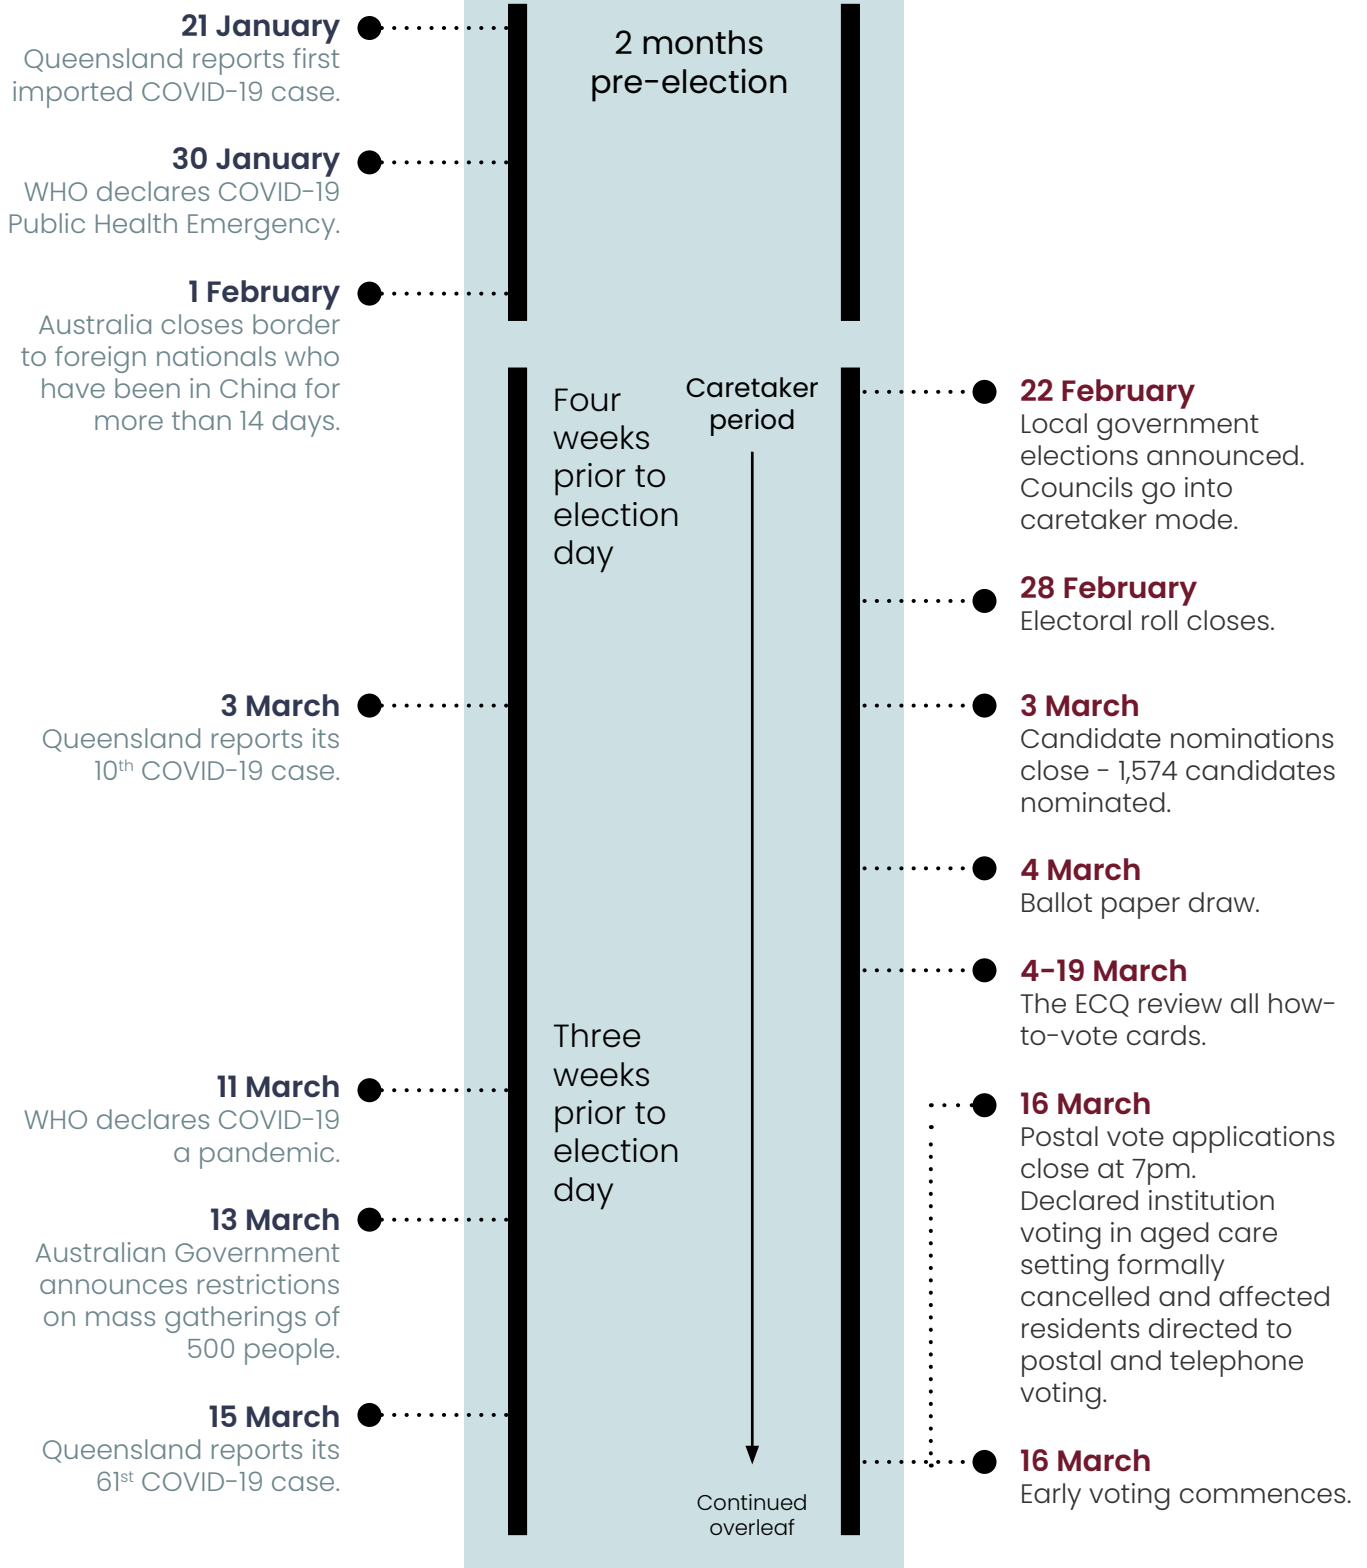 21 January
Queensland reports first
imported COVID-19 case.
30 January
WHO declares COVID-19
Public Health Emergency.
1 February
Australia closes border
to foreign nationals who
have been in China for
more than 14 days.
3 March
Queensland reports its
10th COVID-19 case.
11 March
WHO declares COVID-19
a pandemic.
13 March
Australian Government
announces restrictions
on mass gatherings of
500 people.
15 March
Queensland reports its
61st COVID-19 case.
2 months
pre-election
Four
weeks
prior to
election
day
Caretaker
period
Three
weeks
prior to
election
day
Continued
overleaf
22 February
Local government
elections announced.
Councils go into
caretaker mode.
28 February
Electoral roll closes.
3 March
Candidate nominations
close - 1,574 candidates
nominated.
4 March
Ballot paper draw.
4-19 March
The ECQ review all how-
to-vote cards.
16 March
Postal vote applications
close at 7pm.
Declared institution
voting in aged care
setting formally
cancelled and affected
residents directed to
postal and telephone
voting.
16 March
Early voting commences.